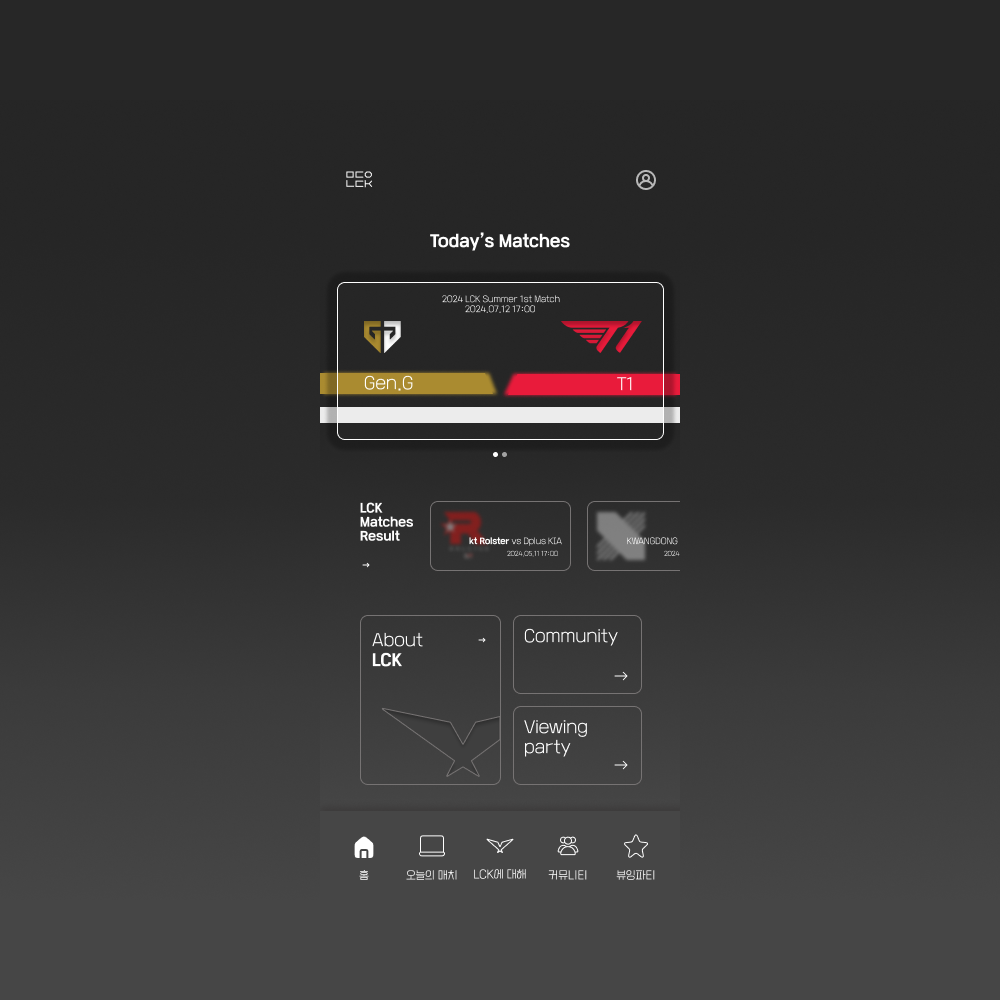 DEO
LCK
Today's Matches
2024 LCK Summer 1st Match
2024.07.12 17:00
T1
Gen.G
T1
LCK
Matches
Result
→
kt Rolster vs Dplus KIA
2024.05.11 17:00
KWANGDONG
2024
About →
LCK
Community
→
Viewing
party
→
홈
오늘의 매치
LCK에 대해
커뮤니티
뷰잉파티